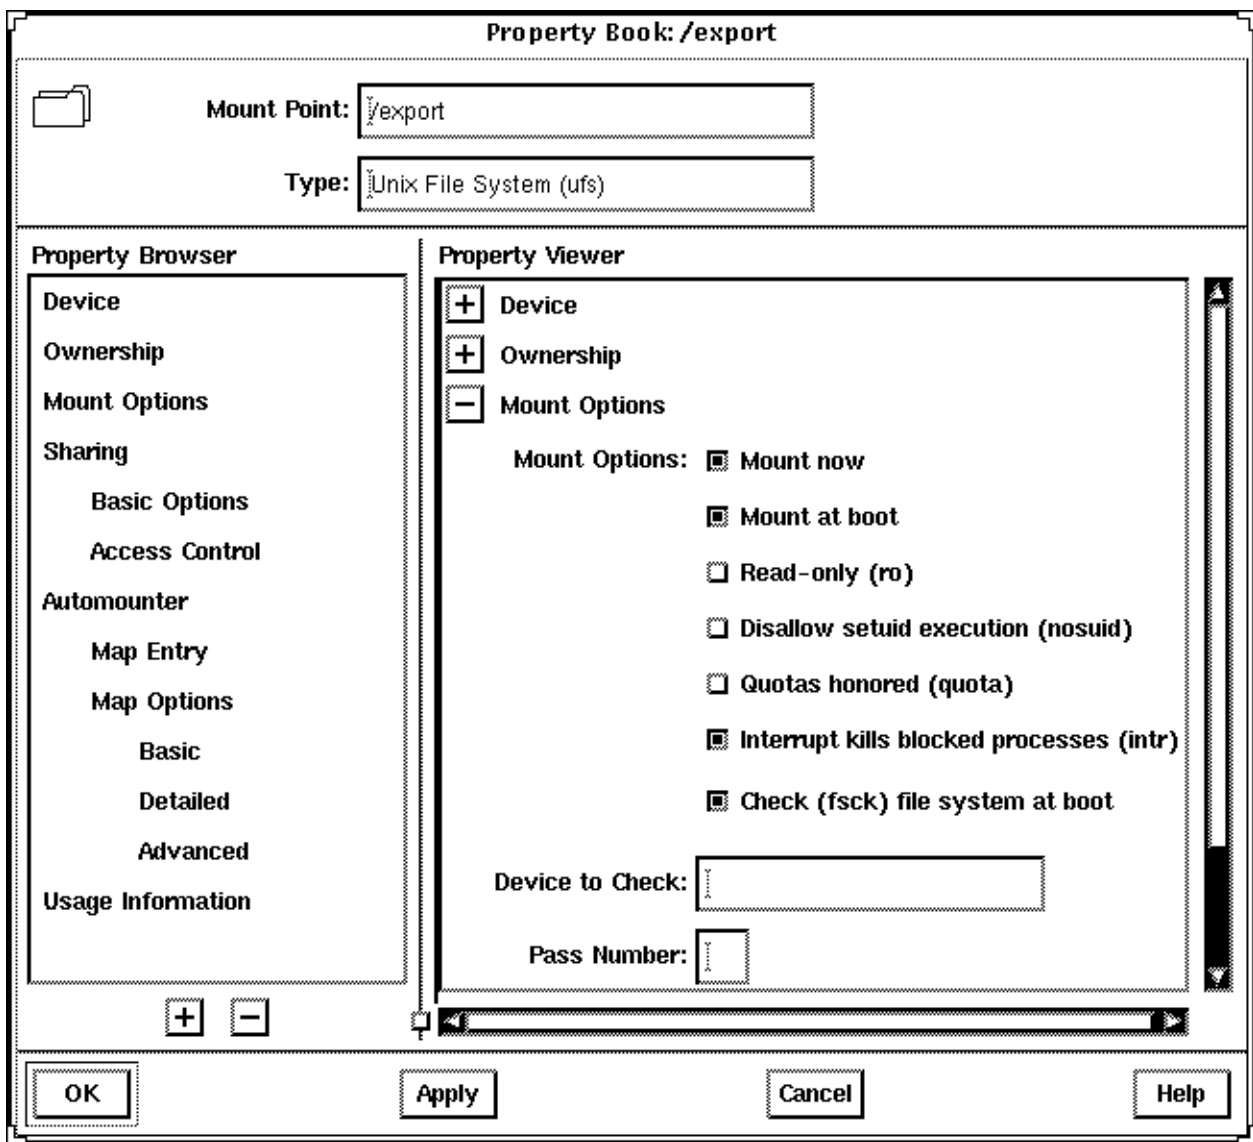 Property Book: /export
Mount Point: /export
Type: Unix File System (ufs)
Property Browser
Device
Ownership
Mount Options
Sharing
Basic Options
Access Control
Automounter
Map Entry
Map Options
Basic
Detailed
Advanced
Usage Information
Property Viewer
Device
Ownership
Mount Options
Mount Options: Mount now
Mount at boot
Read-only (ro)
Disallow setuid execution (nosuid)
Quotas honored (quota)
Interrupt kills blocked processes (intr)
Check (fsck) file system at boot
Device to Check:
Pass Number:
OK Apply Cancel Help